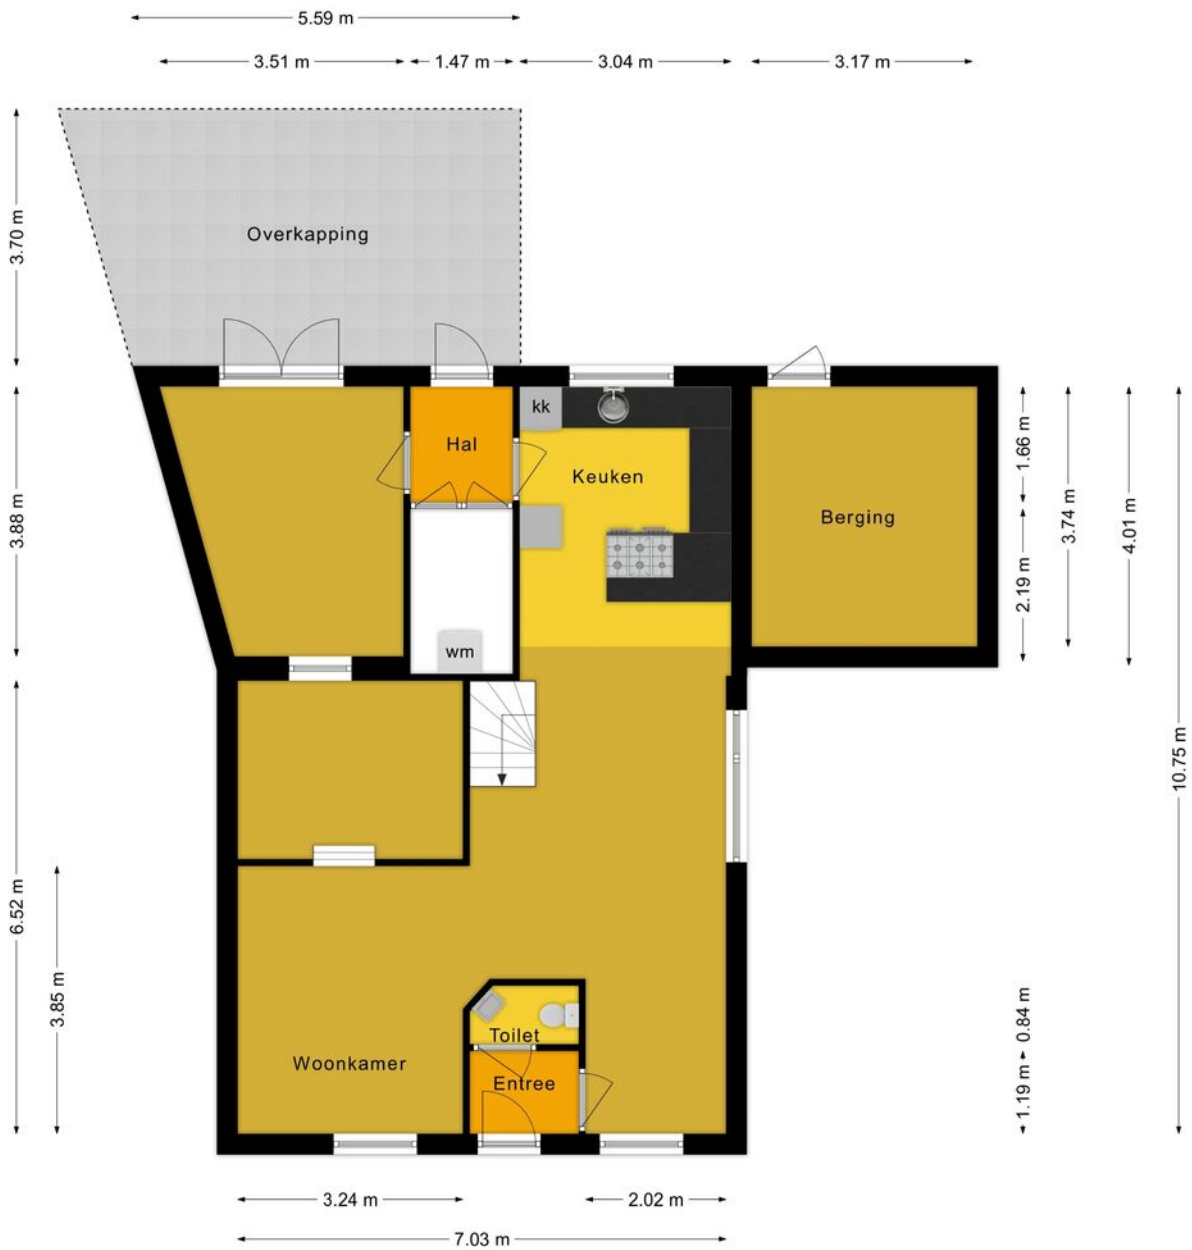 5.59 m
3.51 m
1.47 m
3.04 m
3.17 m
3.70 m
Overkapping
kk
Hal
Keuken
Berging
1.66 m
3.74 m
4.01 m
3.88 m
2.19 m
wm
10.75 m
6.52 m
3.85 m
0.84 m
Toilet
Woonkamer
Entree
1.19 m
3.24 m
2.02 m
7.03 m